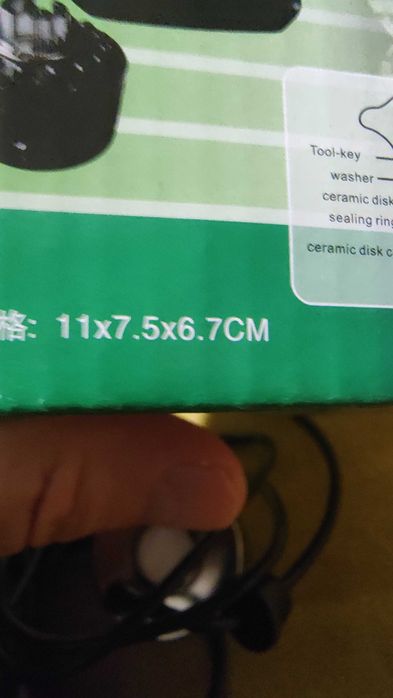 Tool-key
washer
ceramic disk
sealing ring
ceramic disk c
格: 11x7.5x6.7CM